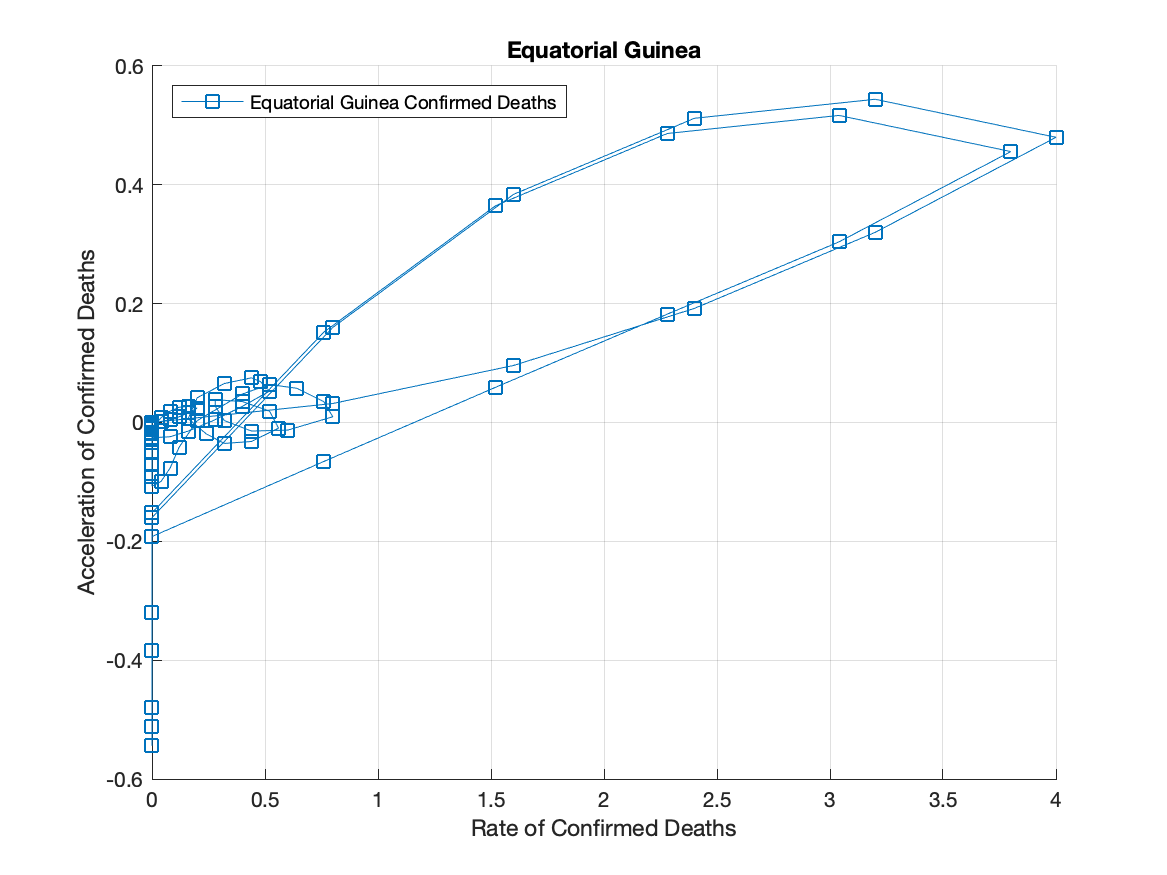 Equatorial Guinea
0.6
Equatorial Guinea Confirmed Deaths
0.4
0.2
0
-0.2
-0.4
-0.6
Acceleration of Confirmed Deaths
0 0.5 1 1.5 2 2.5 3 3.5 4
Rate of Confirmed Deaths